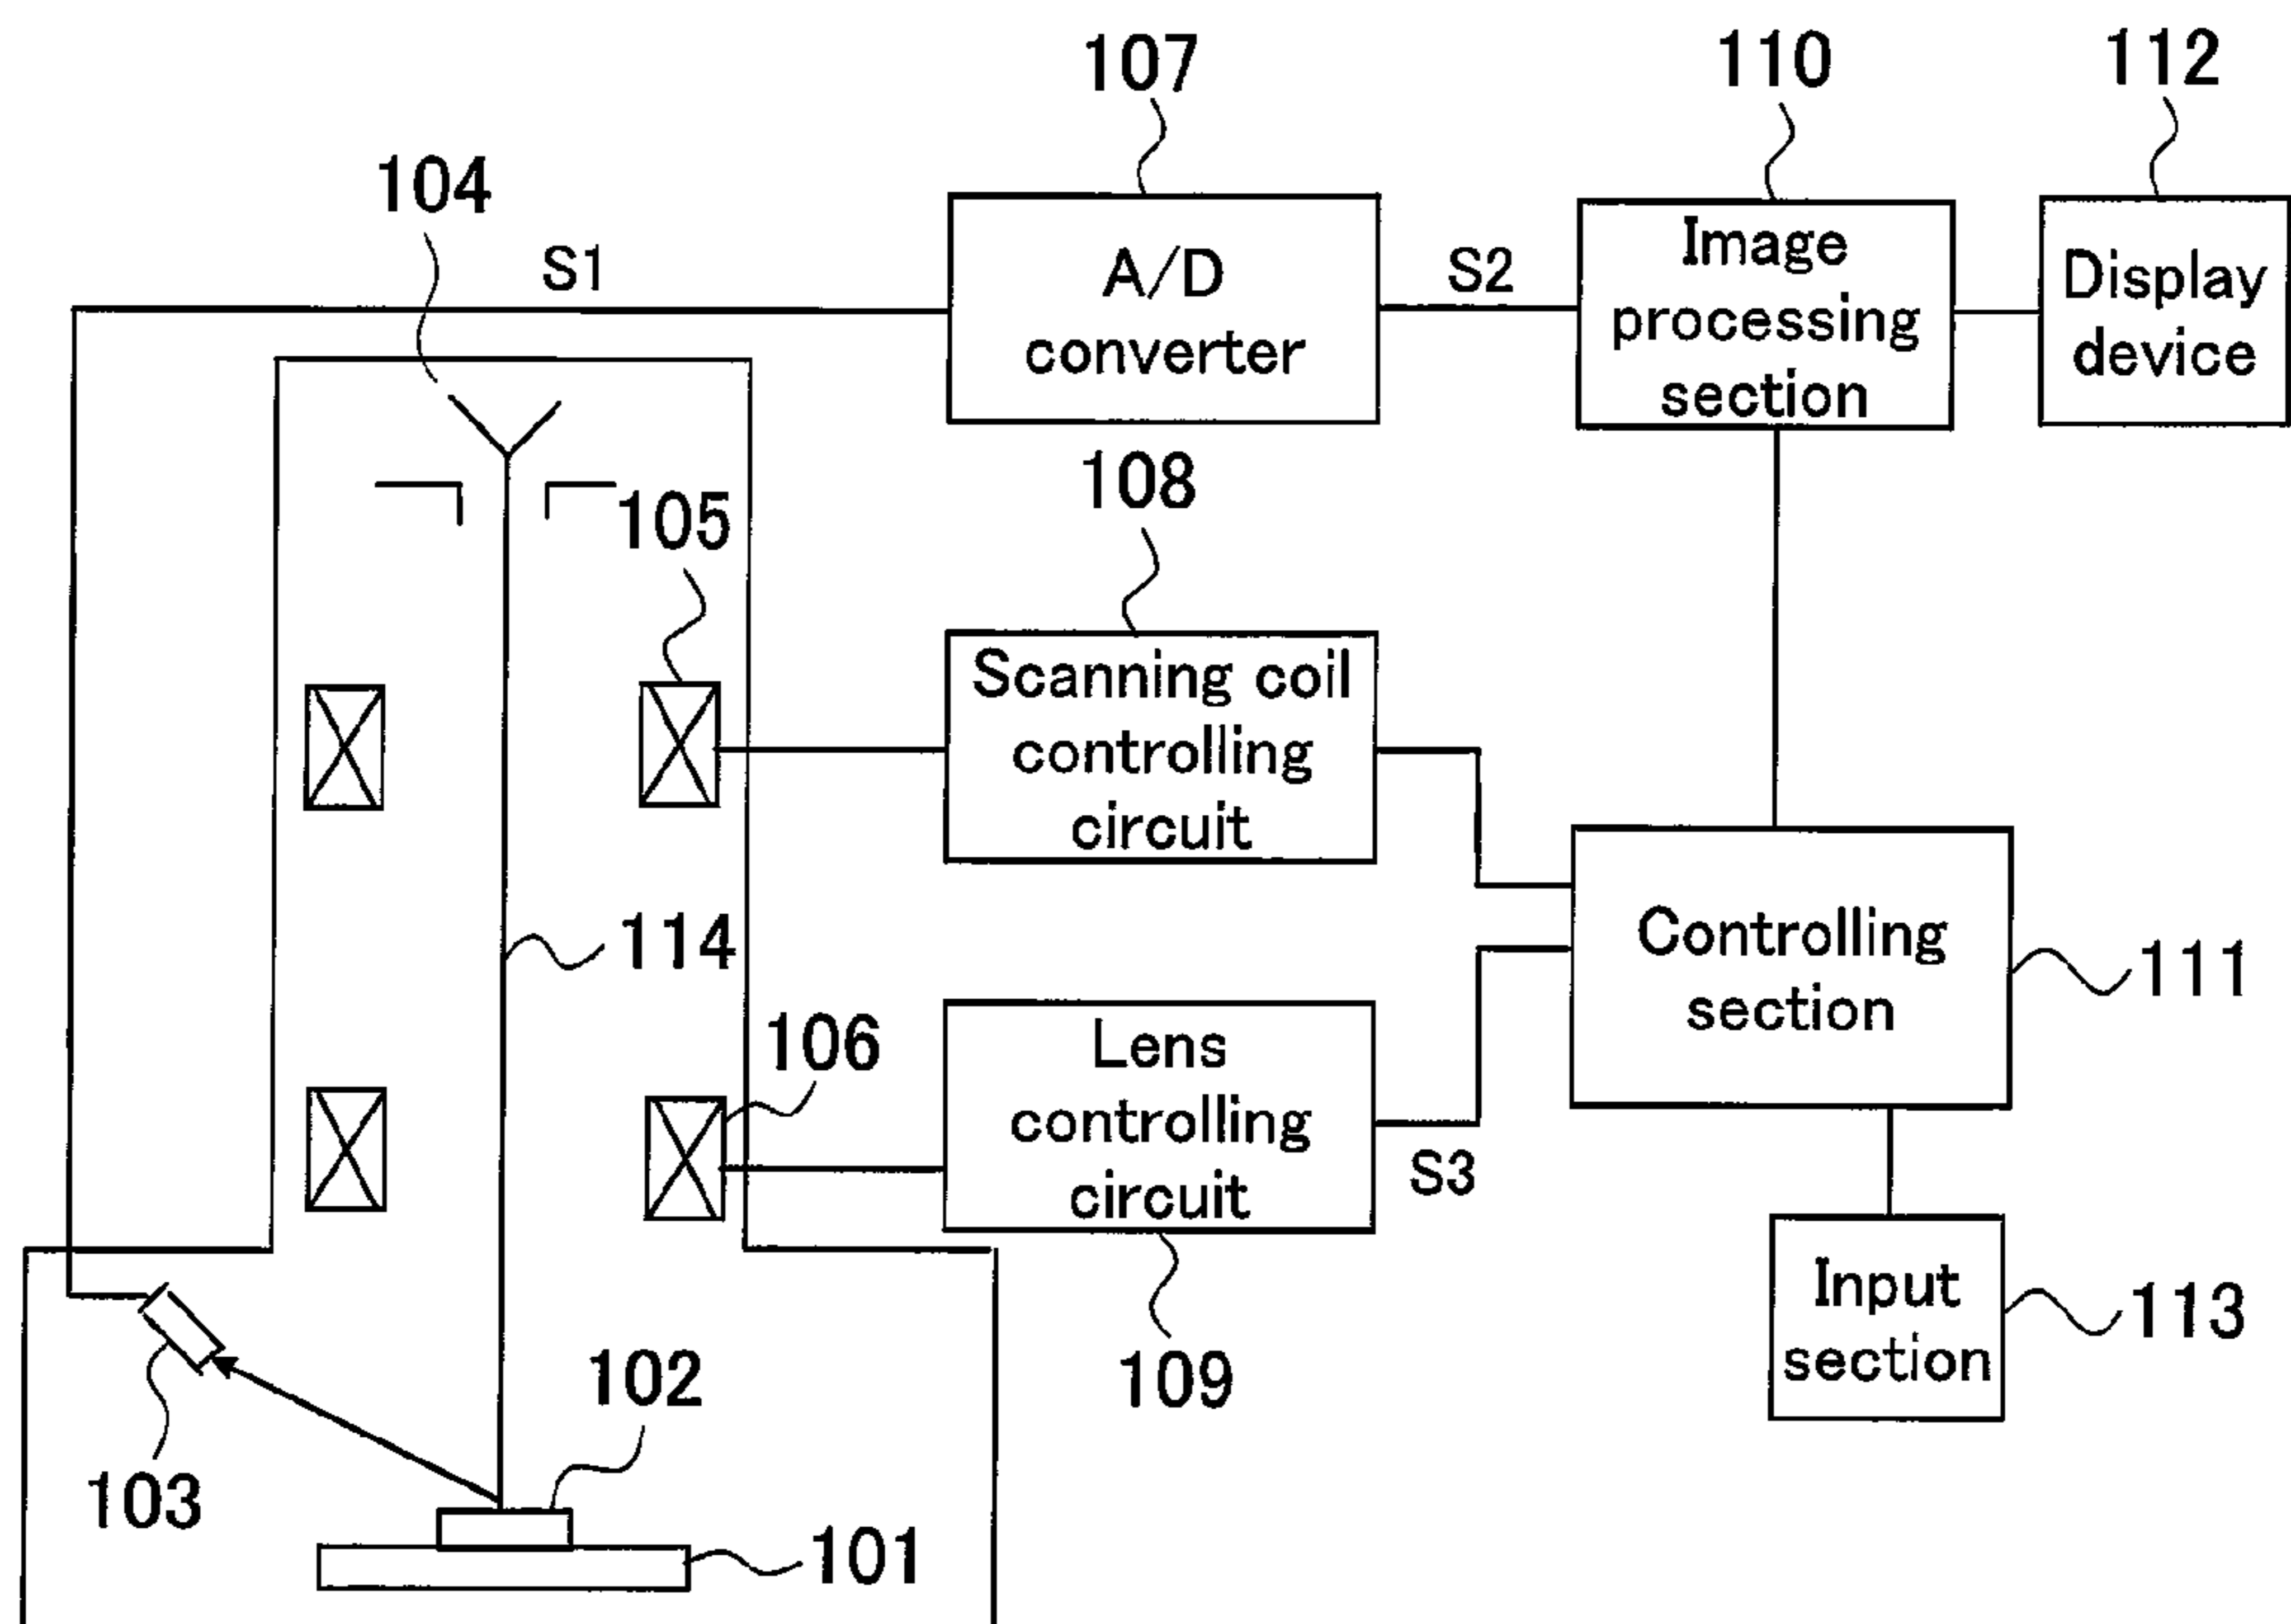 107
110
112
104
S1
A/D
converter
S2
Image
processing
section
Display
device
108
105
Scanning coil
controlling
circuit
114
Controlling
section
111
106
Lens
controlling
circuit
S3
109
Input
section
113
102
103
101